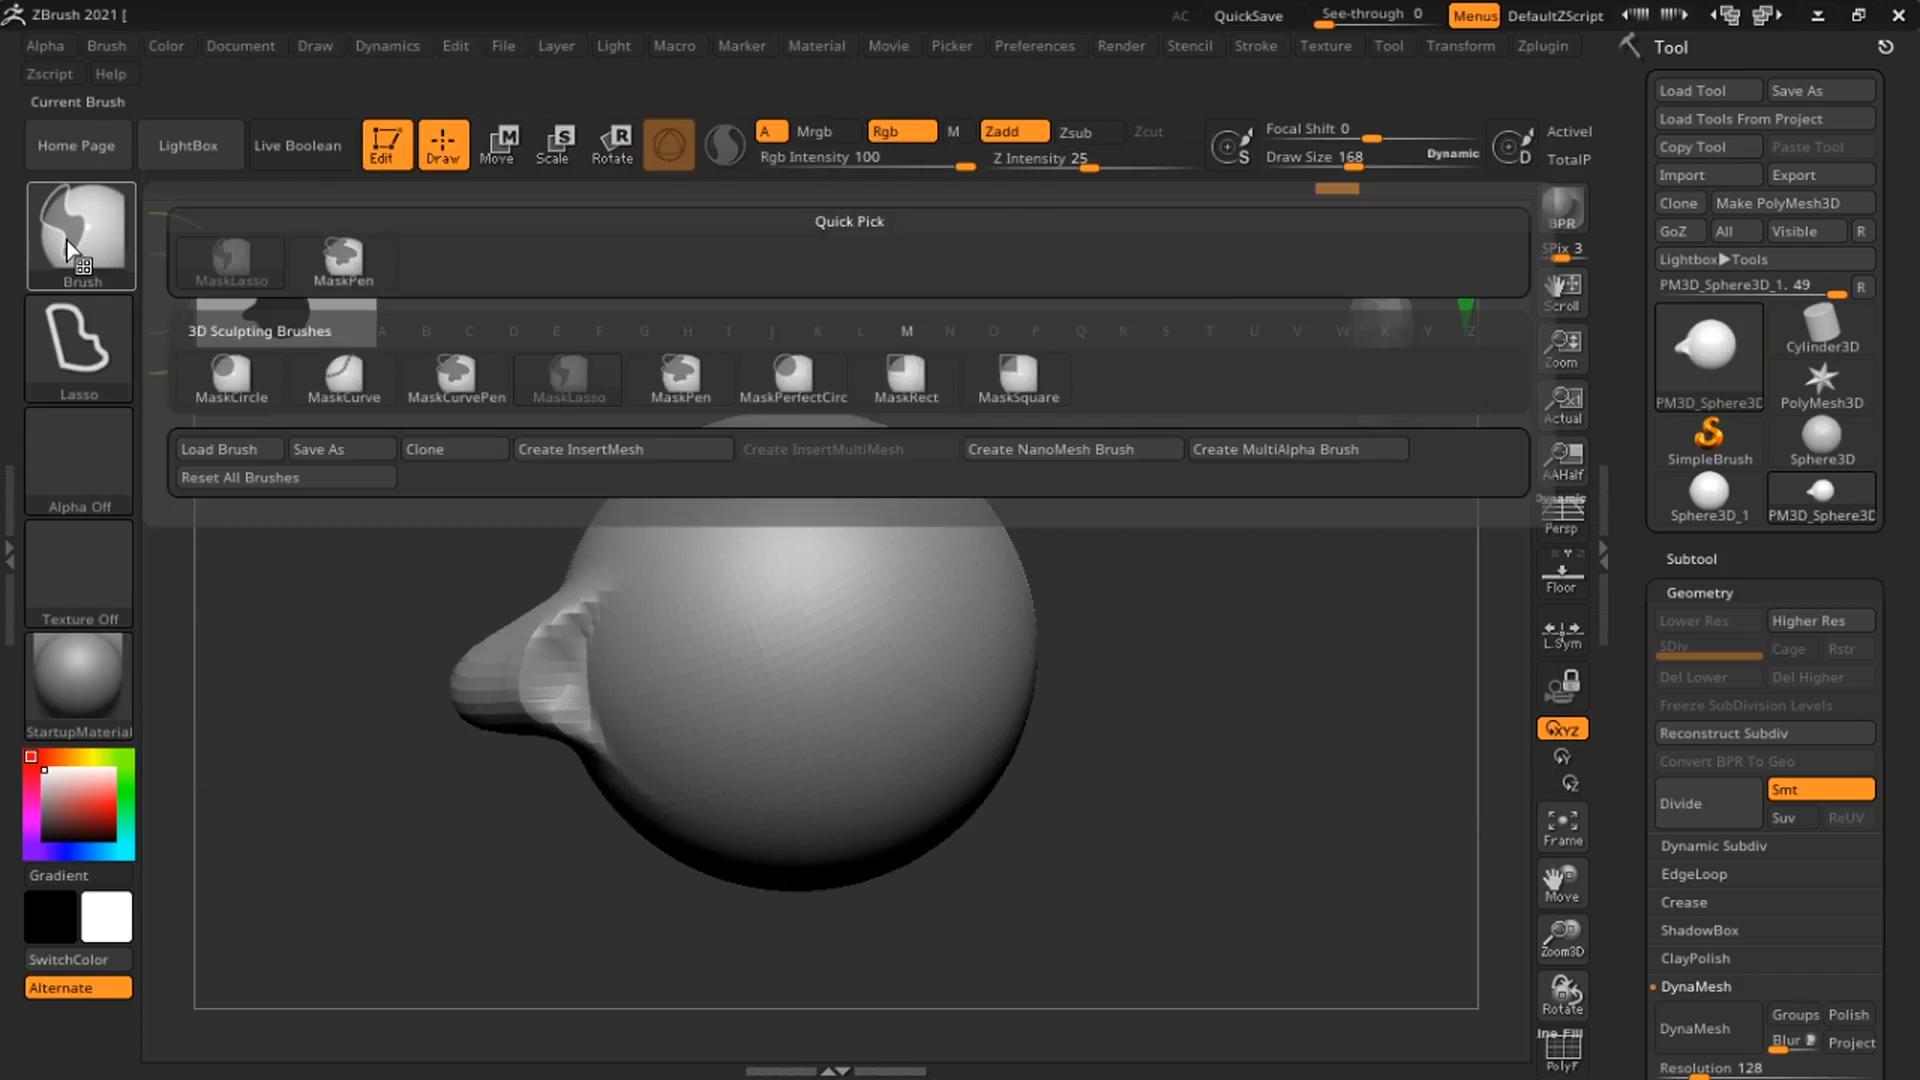 ZBrush 2021 [
AC QuickSave See-through 0 Menus DefaultZScript
Alpha Brush Color Document Draw Dynamics Edit File Layer Light Macro Marker Material Movie Picker Preferences Render Stencil Stroke Texture Tool Transform Zplugin
Zscript Help
Current Brush
Home Page LightBox Live Boolean Edit Draw Move Scale Rotate
M S R
A Mrgb Rgb M Zadd Zsub Zcut
Rgb Intensity 100 Z Intensity 25
S Focal Shift 0
Draw Size 168 Dynamic
D ActiveI
TotalP
Brush
Lasso
Alpha Off
Texture Off
StartupMaterial
Gradient
SwitchColor
Alternate
Quick Pick
MaskLasso MaskPen
3D Sculpting Brushes A B C D E F G H I J K L M N O P Q R S T U V W X Y Z
MaskCircle MaskCurve MaskCurvePen MaskLasso MaskPen MaskPerfectCirc MaskRect MaskSquare
Load Brush Save As Clone Create InsertMesh Create InsertMultiMesh Create NanoMesh Brush Create MultiAlpha Brush
Reset All Brushes
BPR
SPix 3
Scroll
Zoom
Actual
AAHalf
Dynamic
Persp
Floor
L.Sym
XYZ
Y
Z
Frame
Move
Zoom3D
Rotate
Line Fill
PolyF
Tool
Load Tool Save As
Load Tools From Project
Copy Tool Paste Tool
Import Export
Clone Make PolyMesh3D
GoZ All Visible R
Lightbox▶Tools
PM3D_Sphere3D_1. 49 R
PM3D_Sphere3D Cylinder3D
PolyMesh3D
SimpleBrush Sphere3D
Sphere3D_1 PM3D_Sphere3D
Subtool
Geometry
Lower Res Higher Res
SDiv Cage Rstr
Del Lower Del Higher
Freeze SubDivision Levels
Reconstruct Subdiv
Convert BPR To Geo
Divide Smt
Suv ReUV
Dynamic Subdiv
EdgeLoop
Crease
ShadowBox
ClayPolish
DynaMesh
DynaMesh Groups Polish
Blur Project
Resolution 128